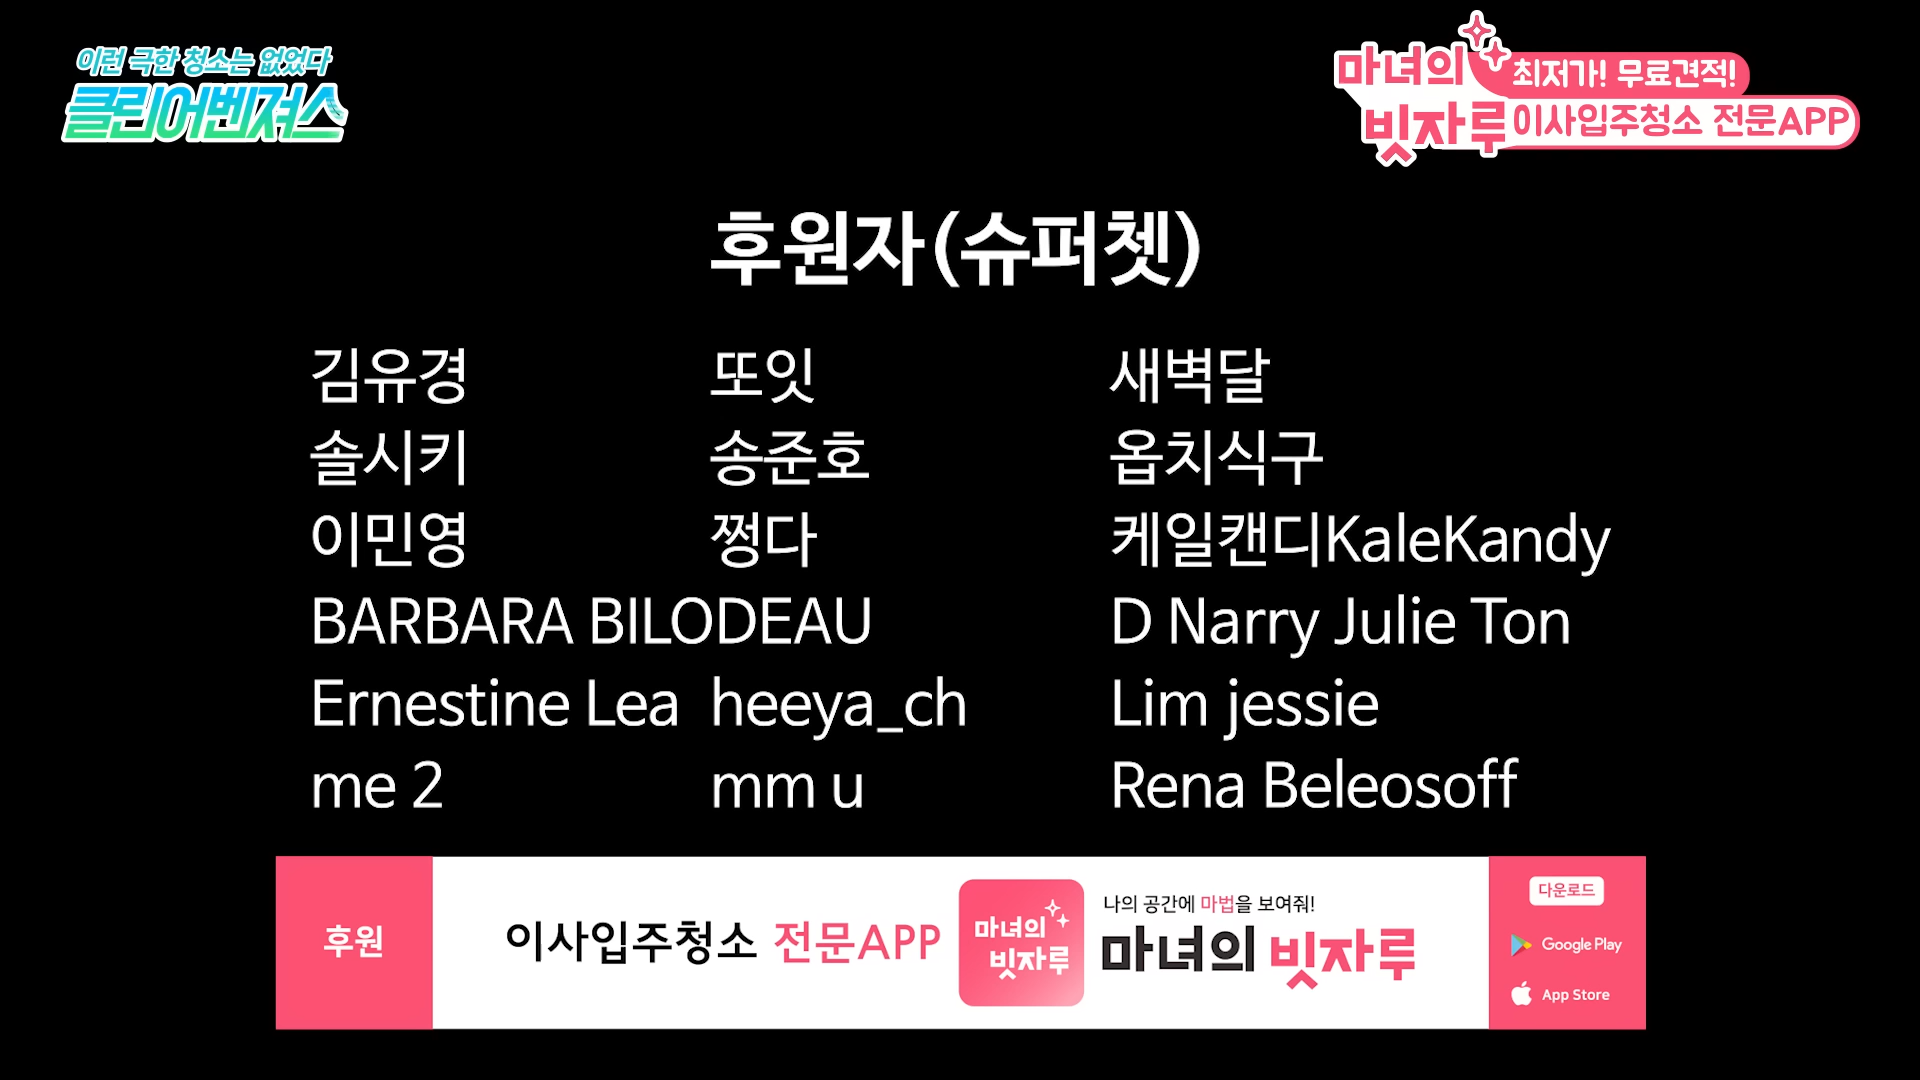 이런 극한 청소는 없었다
클린어벤져스
마녀의
빗자루
최저가! 무료견적!
이사입주청소 전문APP
후원자(슈퍼쳇)
김유경 또잇 새벽달
솔시키 송준호 옵치식구
이민영 쩡다 케일캔디KaleKandy
BARBARA BILODEAU D Narry Julie Ton
Ernestine Lea heeya_ch Lim jessie
me 2 mm u Rena Beleosoff
후원
이사입주청소 전문APP
마녀의
빗자루
나의 공간에 마법을 보여줘!
마녀의 빗자루
다운로드
Google Play
App Store